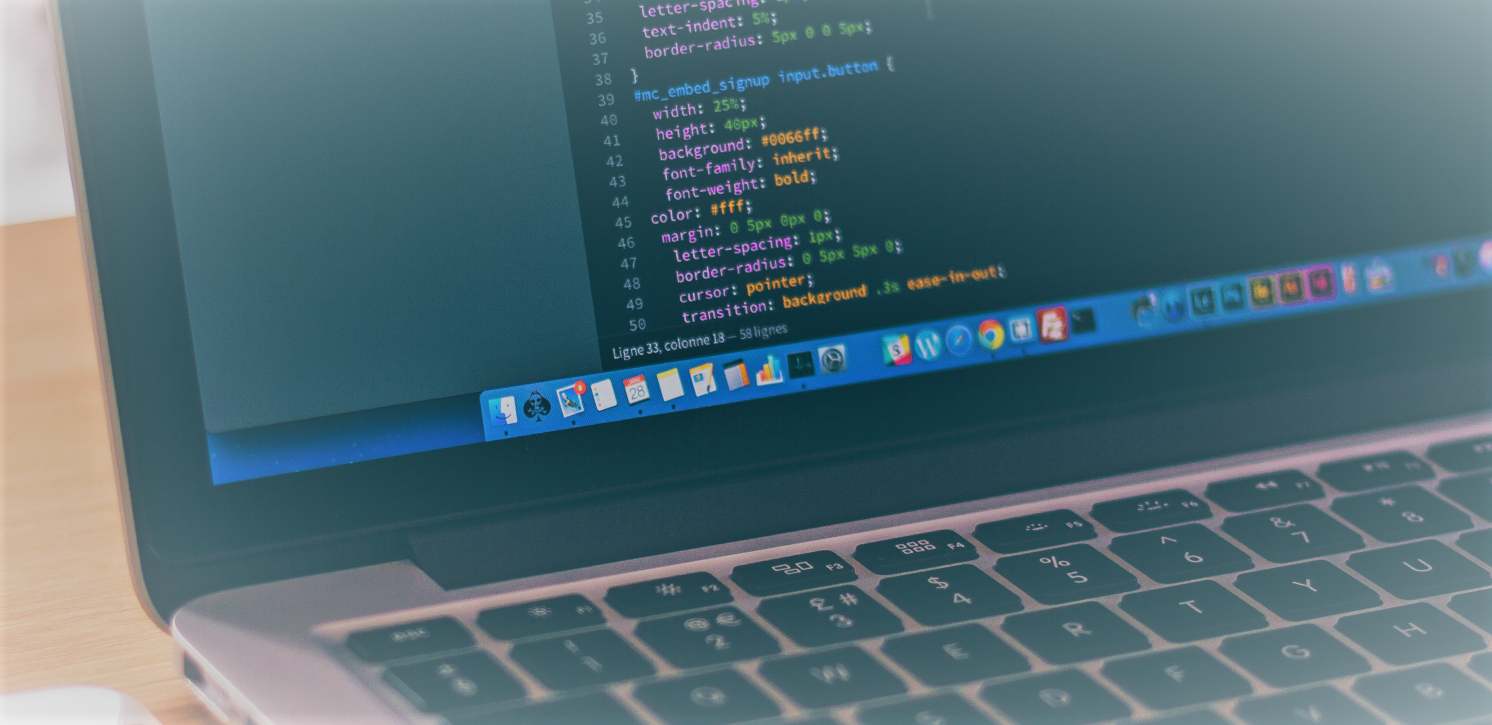 35 letter-spacing:
36 text-indent: 5%;
37 border-radius: 5px 0 0 5px;
38 }
39 #mc_embed_signup input.button {
40 width: 25%;
41 height: 40px;
42 background: #0066ff;
43 font-family: inherit;
44 font-weight: bold;
45 color: #fff;
46 margin: 0 5px 0px 0;
47 letter-spacing: 1px;
48 border-radius: 0 5px 5px 0;
49 cursor: pointer;
50 transition: background .3s ease-in-out;
Ligne 33, colonne 18 — 58 lignes
28
S W
F1 F2 F3 F4 F5 F6 F7
@ € £ # $ % ^ & *
1 2 3 4 5 6 7 8
W E R T Y U
D F G H
V B